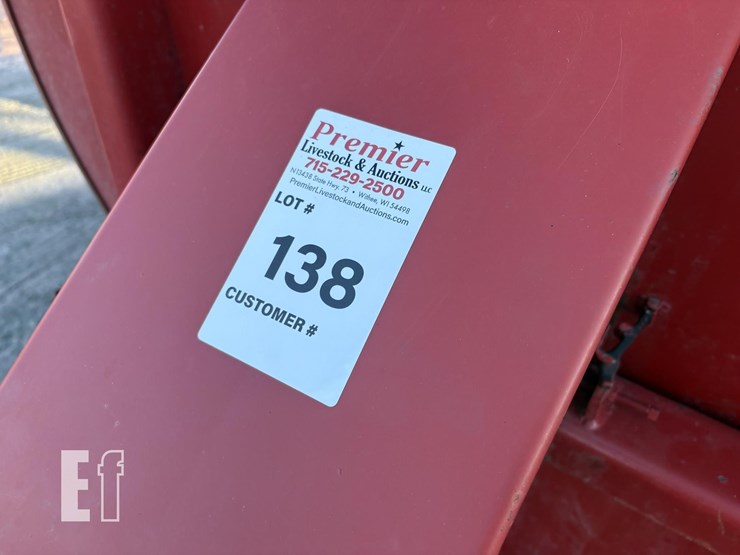 Premier
Livestock & Auctions LLC
715-229-2500
N13438 State Hwy. 73 • Withee, WI 54498
PremierLivestockandAuctions.com
LOT #
138
CUSTOMER #
Ef